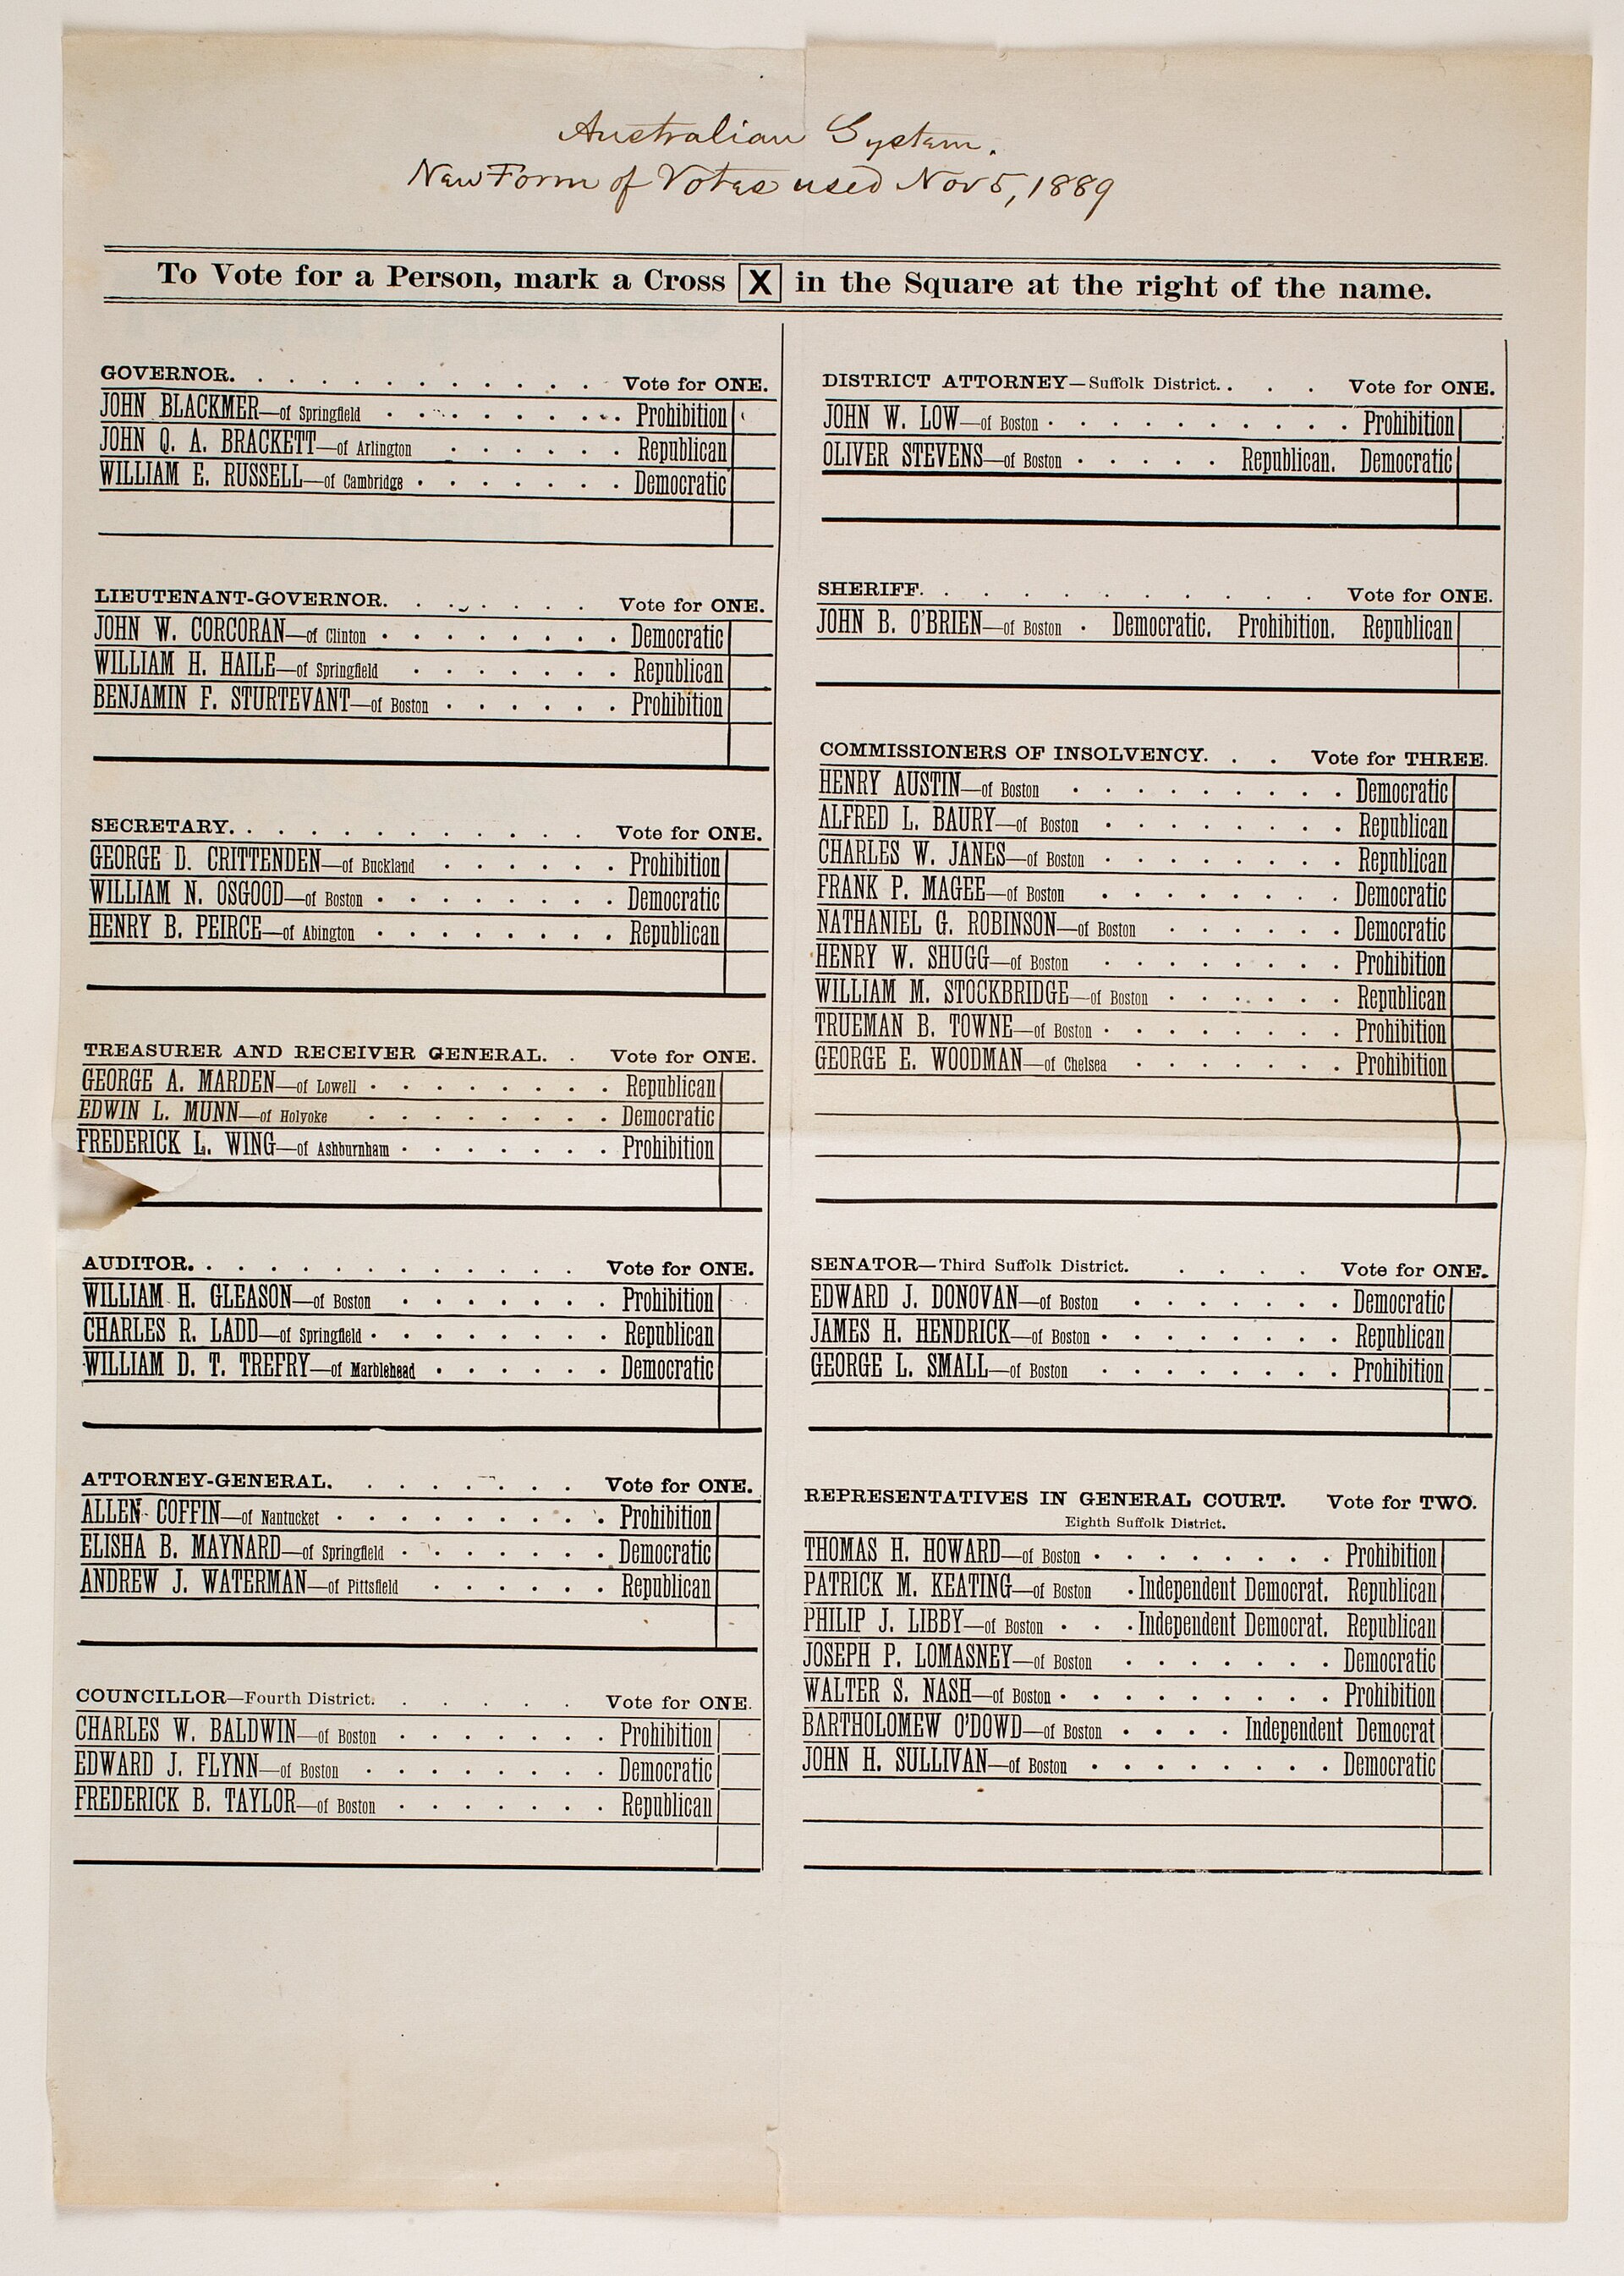 Australian System.
New Form of Votes used Nov 5, 1889
To Vote for a Person, mark a Cross X in the Square at the right of the name.
GOVERNOR. . . . . . . . . . . . Vote for ONE.
JOHN BLACKMER—of Springfield . . . . . . . . Prohibition
JOHN Q. A. BRACKETT—of Arlington . . . . . . Republican
WILLIAM E. RUSSELL—of Cambridge . . . . . . . Democratic
LIEUTENANT-GOVERNOR. . . . . . . Vote for ONE.
JOHN W. CORCORAN—of Clinton . . . . . . . . Democratic
WILLIAM H. HAILE—of Springfield . . . . . . . Republican
BENJAMIN F. STURTEVANT—of Boston . . . . . . Prohibition
SECRETARY. . . . . . . . . . . . Vote for ONE.
GEORGE D. CRITTENDEN—of Buckland . . . . . . Prohibition
WILLIAM N. OSGOOD—of Boston . . . . . . . . Democratic
HENRY B. PEIRCE—of Abington . . . . . . . . Republican
TREASURER AND RECEIVER GENERAL. . Vote for ONE.
GEORGE A. MARDEN—of Lowell . . . . . . . . Republican
EDWIN L. MUNN—of Holyoke . . . . . . . . Democratic
FREDERICK L. WING—of Ashburnham . . . . . . . Prohibition
AUDITOR. . . . . . . . . . . . Vote for ONE.
WILLIAM H. GLEASON—of Boston . . . . . . . Prohibition
CHARLES R. LADD—of Springfield . . . . . . . . Republican
WILLIAM D. T. TREFRY—of Marblehead . . . . . . Democratic
ATTORNEY-GENERAL. . . . . . . . Vote for ONE.
ALLEN COFFIN—of Nantucket . . . . . . . . . Prohibition
ELISHA B. MAYNARD—of Springfield . . . . . . . Democratic
ANDREW J. WATERMAN—of Pittsfield . . . . . . Republican
COUNCILLOR—Fourth District. . . . . . Vote for ONE.
CHARLES W. BALDWIN—of Boston . . . . . . . Prohibition
EDWARD J. FLYNN—of Boston . . . . . . . . Democratic
FREDERICK B. TAYLOR—of Boston . . . . . . . Republican
DISTRICT ATTORNEY—Suffolk District. . . . Vote for ONE.
JOHN W. LOW—of Boston . . . . . . . . . . Prohibition
OLIVER STEVENS—of Boston . . . . . Republican. Democratic
SHERIFF. . . . . . . . . . . . Vote for ONE.
JOHN B. O'BRIEN—of Boston . Democratic. Prohibition. Republican
COMMISSIONERS OF INSOLVENCY. . . Vote for THREE.
HENRY AUSTIN—of Boston . . . . . . . . . Democratic
ALFRED L. BAURY—of Boston . . . . . . . . Republican
CHARLES W. JANES—of Boston . . . . . . . . Republican
FRANK P. MAGEE—of Boston . . . . . . . . Democratic
NATHANIEL G. ROBINSON—of Boston . . . . . . Democratic
HENRY W. SHUGG—of Boston . . . . . . . . Prohibition
WILLIAM M. STOCKBRIDGE—of Boston . . . . . . Republican
TRUEMAN B. TOWNE—of Boston . . . . . . . . Prohibition
GEORGE E. WOODMAN—of Chelsea . . . . . . . Prohibition
SENATOR—Third Suffolk District. . . . . Vote for ONE.
EDWARD J. DONOVAN—of Boston . . . . . . . Democratic
JAMES H. HENDRICK—of Boston . . . . . . . . Republican
GEORGE L. SMALL—of Boston . . . . . . . . Prohibition
REPRESENTATIVES IN GENERAL COURT. Vote for TWO.
Eighth Suffolk District.
THOMAS H. HOWARD—of Boston . . . . . . . . Prohibition
PATRICK M. KEATING—of Boston . Independent Democrat. Republican
PHILIP J. LIBBY—of Boston . . . Independent Democrat. Republican
JOSEPH P. LOMASNEY—of Boston . . . . . . . Democratic
WALTER S. NASH—of Boston . . . . . . . . . Prohibition
BARTHOLOMEW O'DOWD—of Boston . . . . Independent Democrat
JOHN H. SULLIVAN—of Boston . . . . . . . . Democratic